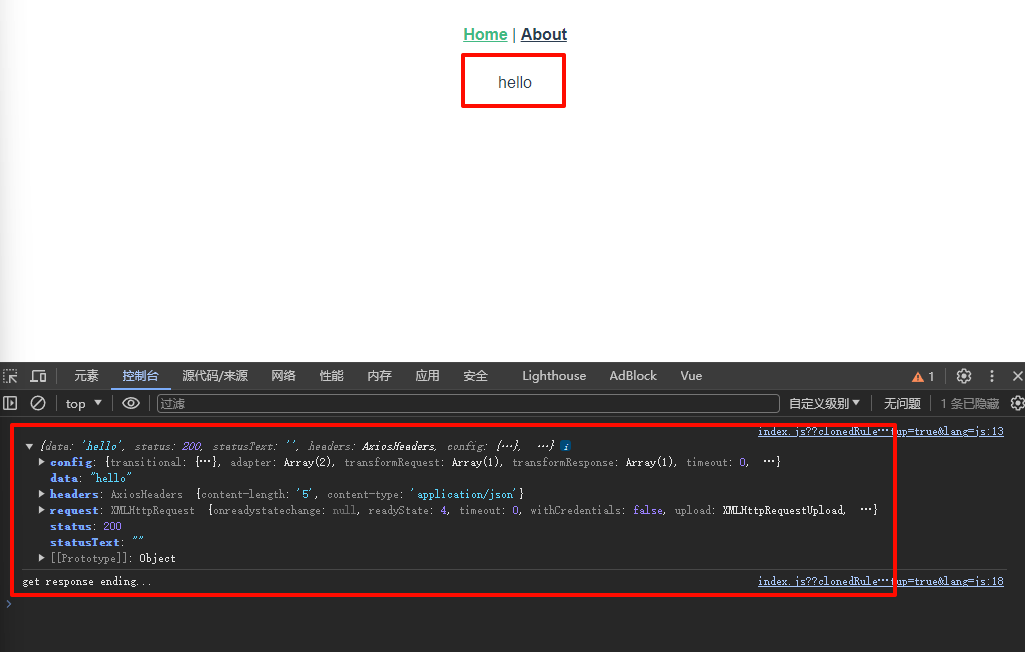 Home | About
hello
元素 控制台 源代码/来源 网络 性能 内存 应用 安全 Lighthouse AdBlock Vue 1
top 过滤 自定义级别 无问题 1 条已隐藏
index.js??clonedRule…tup=true&lang=js:13
{data: 'hello', status: 200, statusText: '', headers: AxiosHeaders, config: {…}, …}
config: {transitional: {…}, adapter: Array(2), transformRequest: Array(1), transformResponse: Array(1), timeout: 0, …}
data: "hello"
headers: AxiosHeaders {content-length: '5', content-type: 'application/json'}
request: XMLHttpRequest {onreadystatechange: null, readyState: 4, timeout: 0, withCredentials: false, upload: XMLHttpRequestUpload, …}
status: 200
statusText: ""
[[Prototype]]: Object
get response ending... index.js??clonedRule…tup=true&lang=js:18